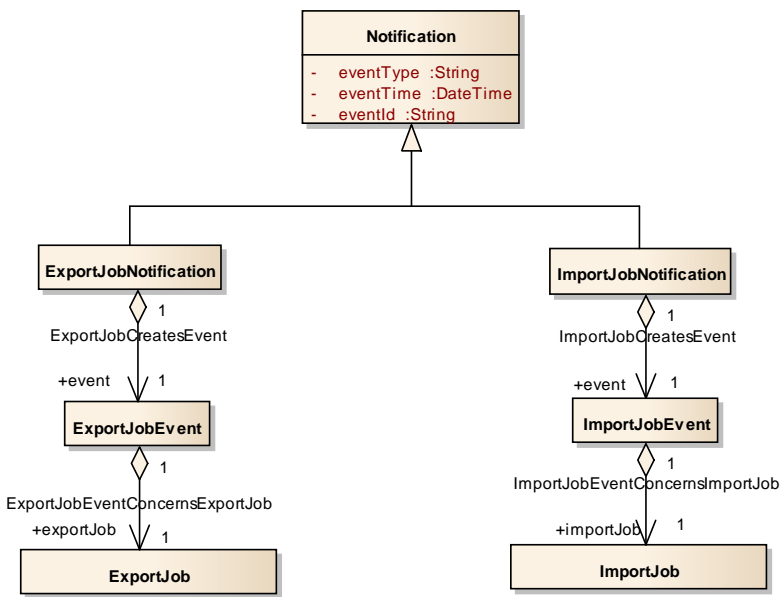 Notification
- eventType :String
- eventTime :DateTime
- eventId :String
ExportJobNotification
ImportJobNotification
1
1
ExportJobCreatesEvent
ImportJobCreatesEvent
+event 1
+event 1
ExportJobEvent
ImportJobEvent
1
1
ExportJobEventConcernsExportJob
ImportJobEventConcernsImportJob
+exportJob 1
+importJob 1
ExportJob
ImportJob